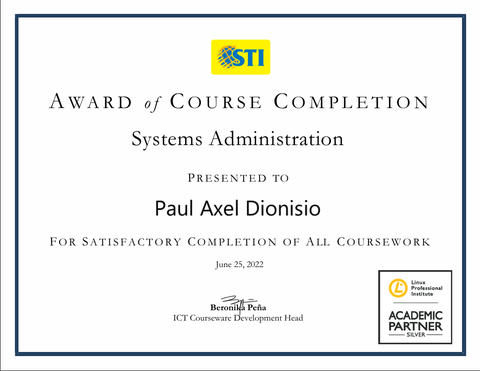 STI
AWARD of COURSE COMPLETION
Systems Administration
PRESENTED TO
Paul Axel Dionisio
FOR SATISFACTORY COMPLETION OF ALL COURSEWORK
June 25, 2022
Beronika Peña
ICT Courseware Development Head
Linux
Professional
Institute
ACADEMIC
PARTNER
SILVER